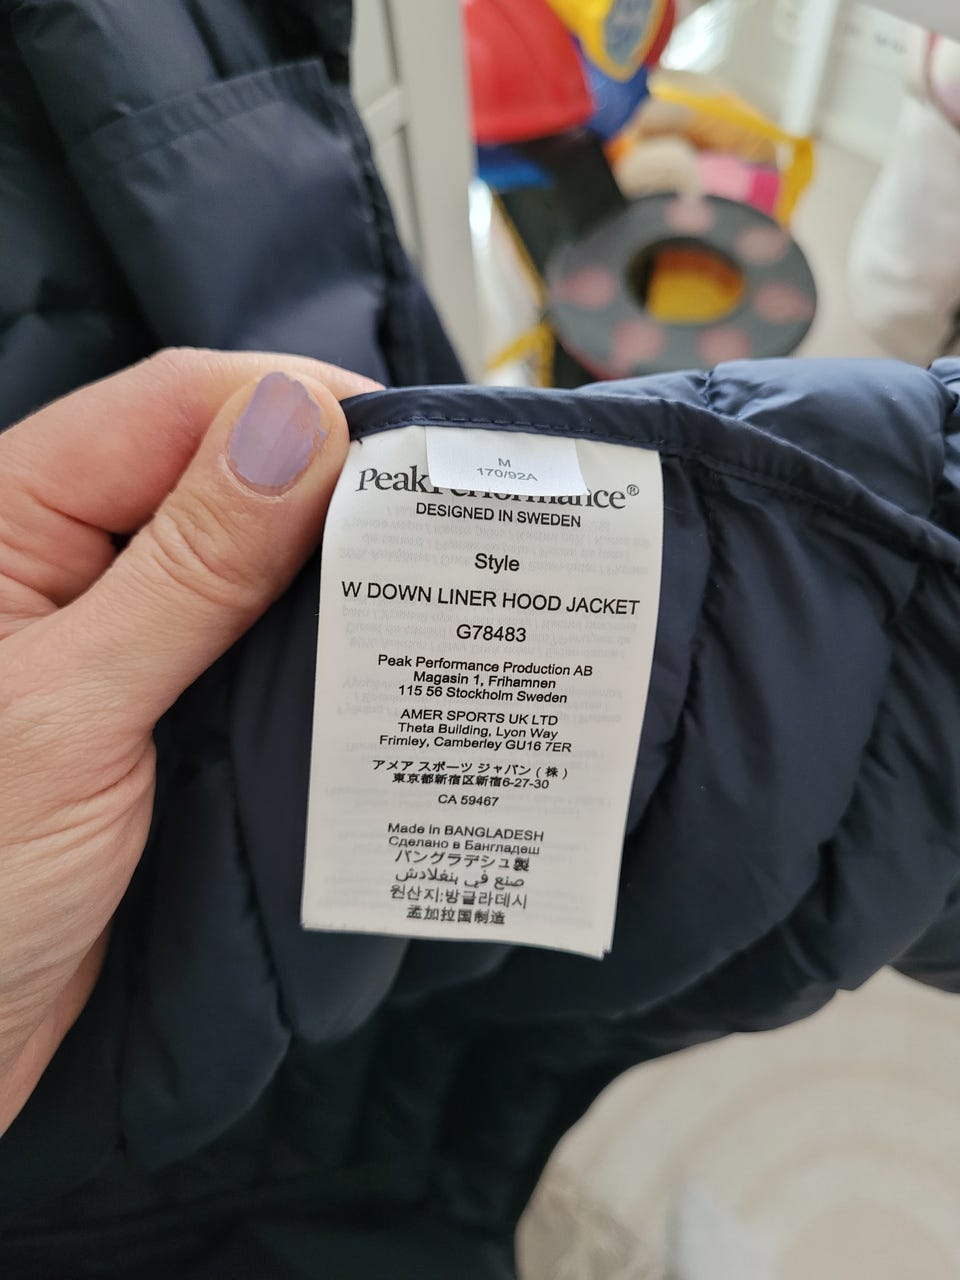 M
170/92A
PeakPerformance®
DESIGNED IN SWEDEN
Style
W DOWN LINER HOOD JACKET
G78483
Peak Performance Production AB
Magasin 1, Frihamnen
115 56 Stockholm Sweden
AMER SPORTS UK LTD
Theta Building, Lyon Way
Frimley, Camberley GU16 7ER
アメア スポーツ ジャパン ( 株 )
東京都新宿区新宿6-27-30
CA 59467
Made in BANGLADESH
Сделано в Бангладеш
バングラデシュ製
صنع في بنغلادش
원산지:방글라데시
孟加拉国制造